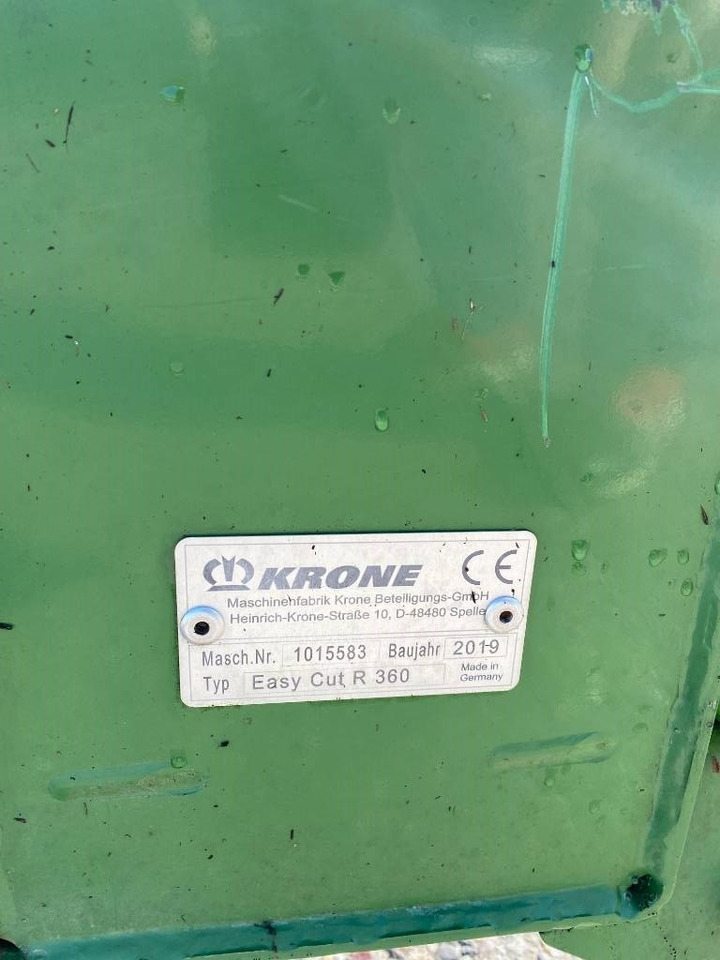 KRONE CE
Maschinenfabrik Krone Beteiligungs-GmbH
Heinrich-Krone-Straße 10, D-48480 Spelle
Masch.Nr. 1015583 Baujahr 2019
Typ Easy Cut R 360 Made in
Germany